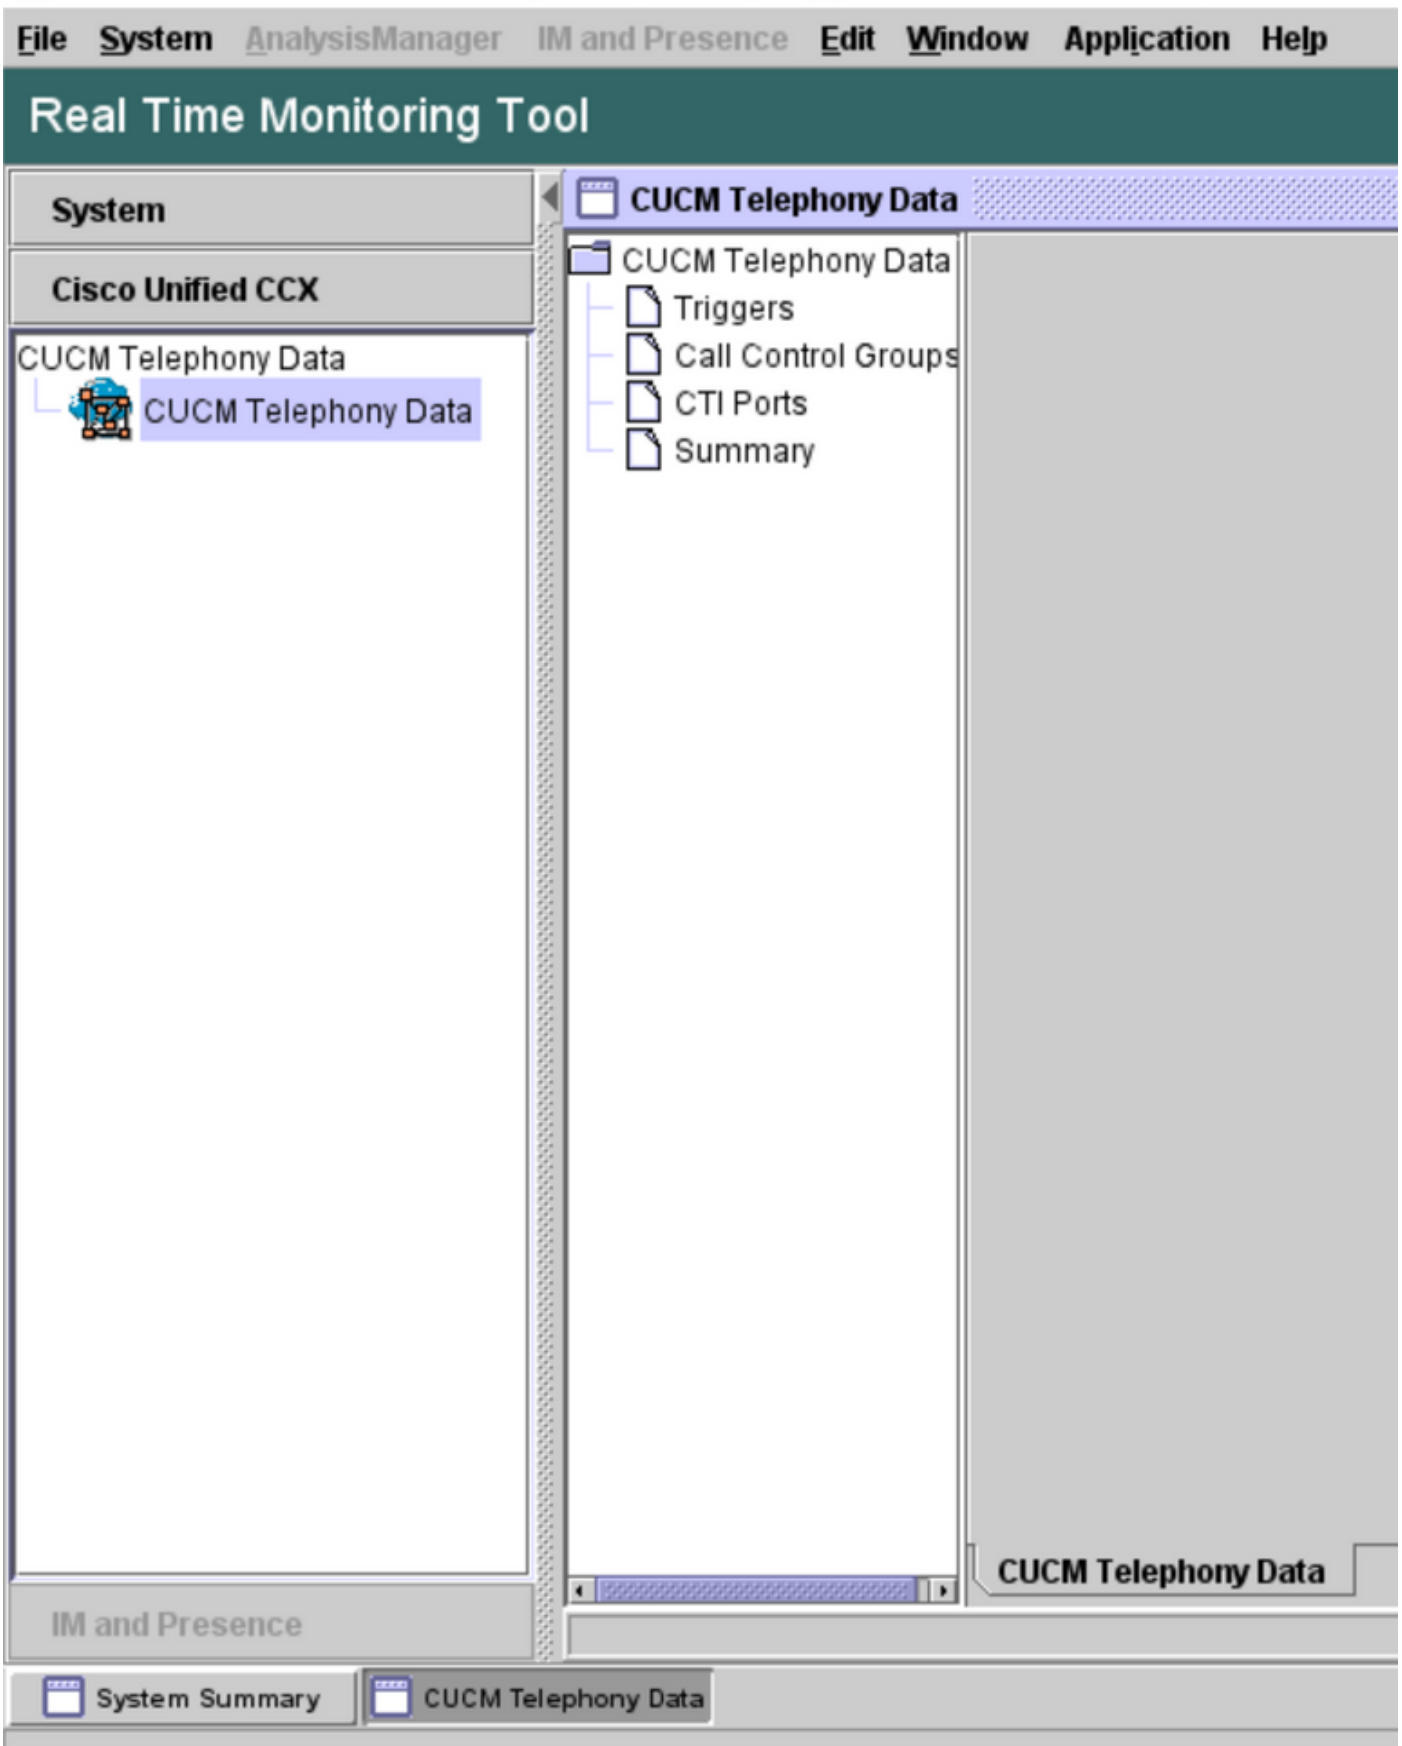 File System AnalysisManager IM and Presence Edit Window Application Help
Real Time Monitoring Tool
System
Cisco Unified CCX
CUCM Telephony Data
CUCM Telephony Data
IM and Presence
CUCM Telephony Data
CUCM Telephony Data
Triggers
Call Control Groups
CTI Ports
Summary
CUCM Telephony Data
System Summary
CUCM Telephony Data